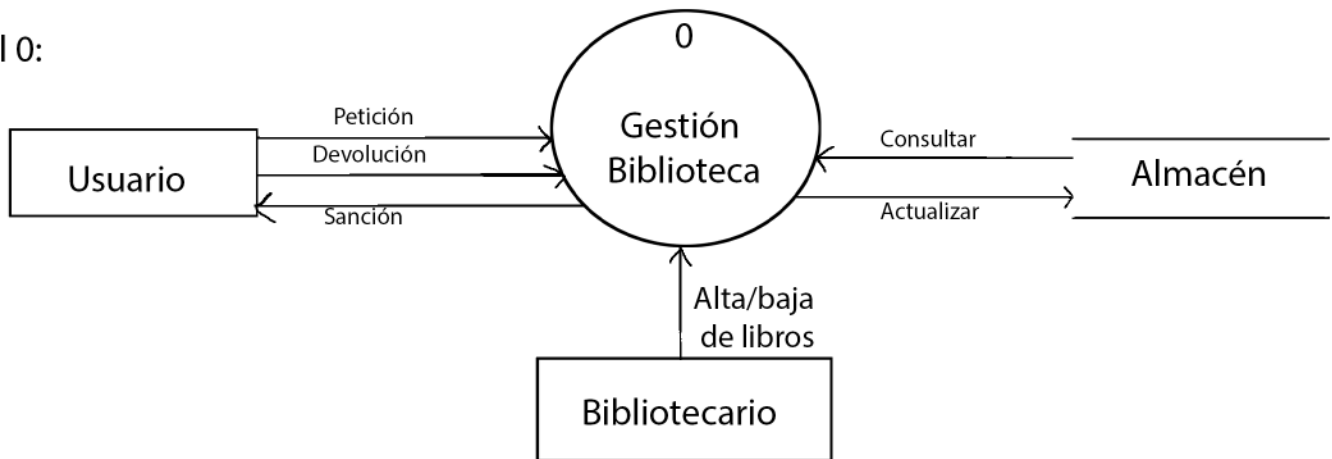 l 0:
0
Gestión
Biblioteca
Usuario
Petición
Devolución
Sanción
Consultar
Actualizar
Almacén
Alta/baja
de libros
Bibliotecario